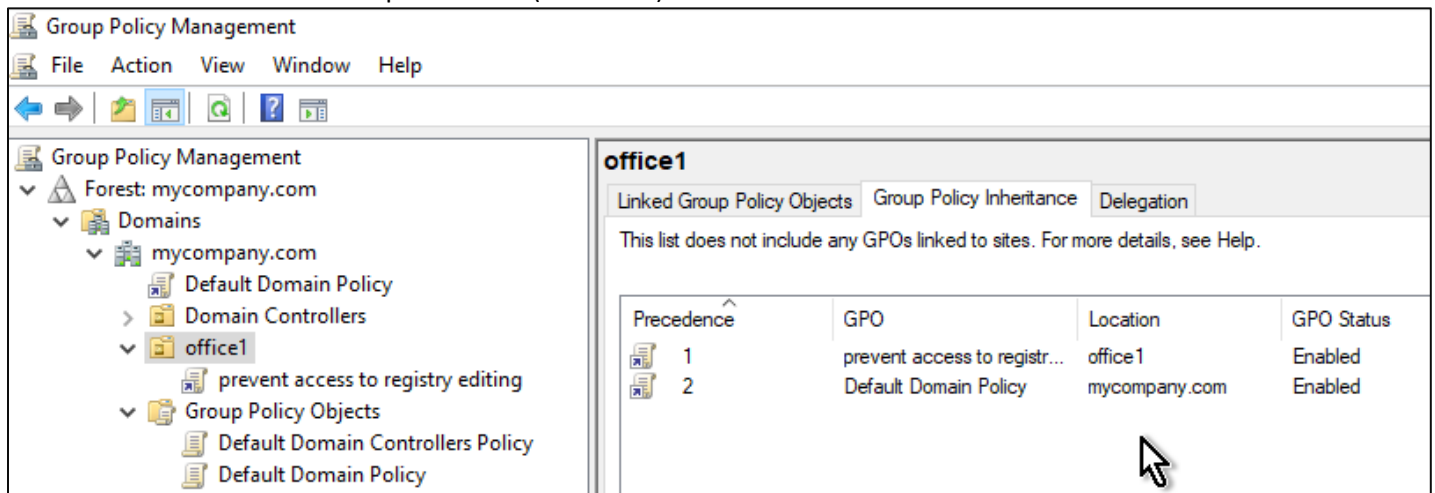 Group Policy Management
File Action View Window Help
Group Policy Management
Forest: mycompany.com
Domains
mycompany.com
Default Domain Policy
Domain Controllers
office1
prevent access to registry editing
Group Policy Objects
Default Domain Controllers Policy
Default Domain Policy
office1
Linked Group Policy Objects Group Policy Inheritance Delegation
This list does not include any GPOs linked to sites. For more details, see Help.
Precedence GPO Location GPO Status
1 prevent access to registr... office1 Enabled
2 Default Domain Policy mycompany.com Enabled